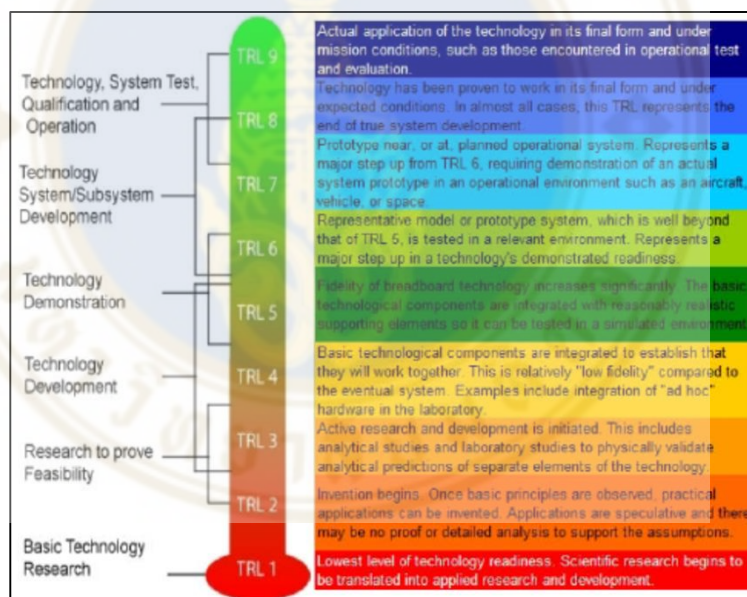 Technology, System Test,
Qualification and
Operation
Technology
System/Subsystem
Development
Technology
Demonstration
Technology
Development
Research to prove
Feasibility
Basic Technology
Research
TRL 9
TRL 8
TRL 7
TRL 6
TRL 5
TRL 4
TRL 3
TRL 2
TRL 1
Actual application of the technology in its final form and under
mission conditions, such as those encountered in operational test
and evaluation.
Technology has been proven to work in its final form and under
expected conditions. In almost all cases, this TRL represents the
end of true system development.
Prototype near, or at, planned operational system. Represents a
major step up from TRL 6, requiring demonstration of an actual
system prototype in an operational environment such as an aircraft,
vehicle, or space.
Representative model or prototype system, which is well beyond
that of TRL 5, is tested in a relevant environment. Represents a
major step up in a technology's demonstrated readiness.
Fidelity of breadboard technology increases significantly. The basic
technological components are integrated with reasonably realistic
supporting elements so it can be tested in a simulated environment
Basic technological components are integrated to establish that
they will work together. This is relatively "low fidelity" compared to
the eventual system. Examples include integration of "ad hoc"
hardware in the laboratory.
Active research and development is initiated. This includes
analytical studies and laboratory studies to physically validate
analytical predictions of separate elements of the technology.
Invention begins. Once basic principles are observed, practical
applications can be invented. Applications are speculative and there
may be no proof or detailed analysis to support the assumptions.
Lowest level of technology readiness. Scientific research begins to
be translated into applied research and development.